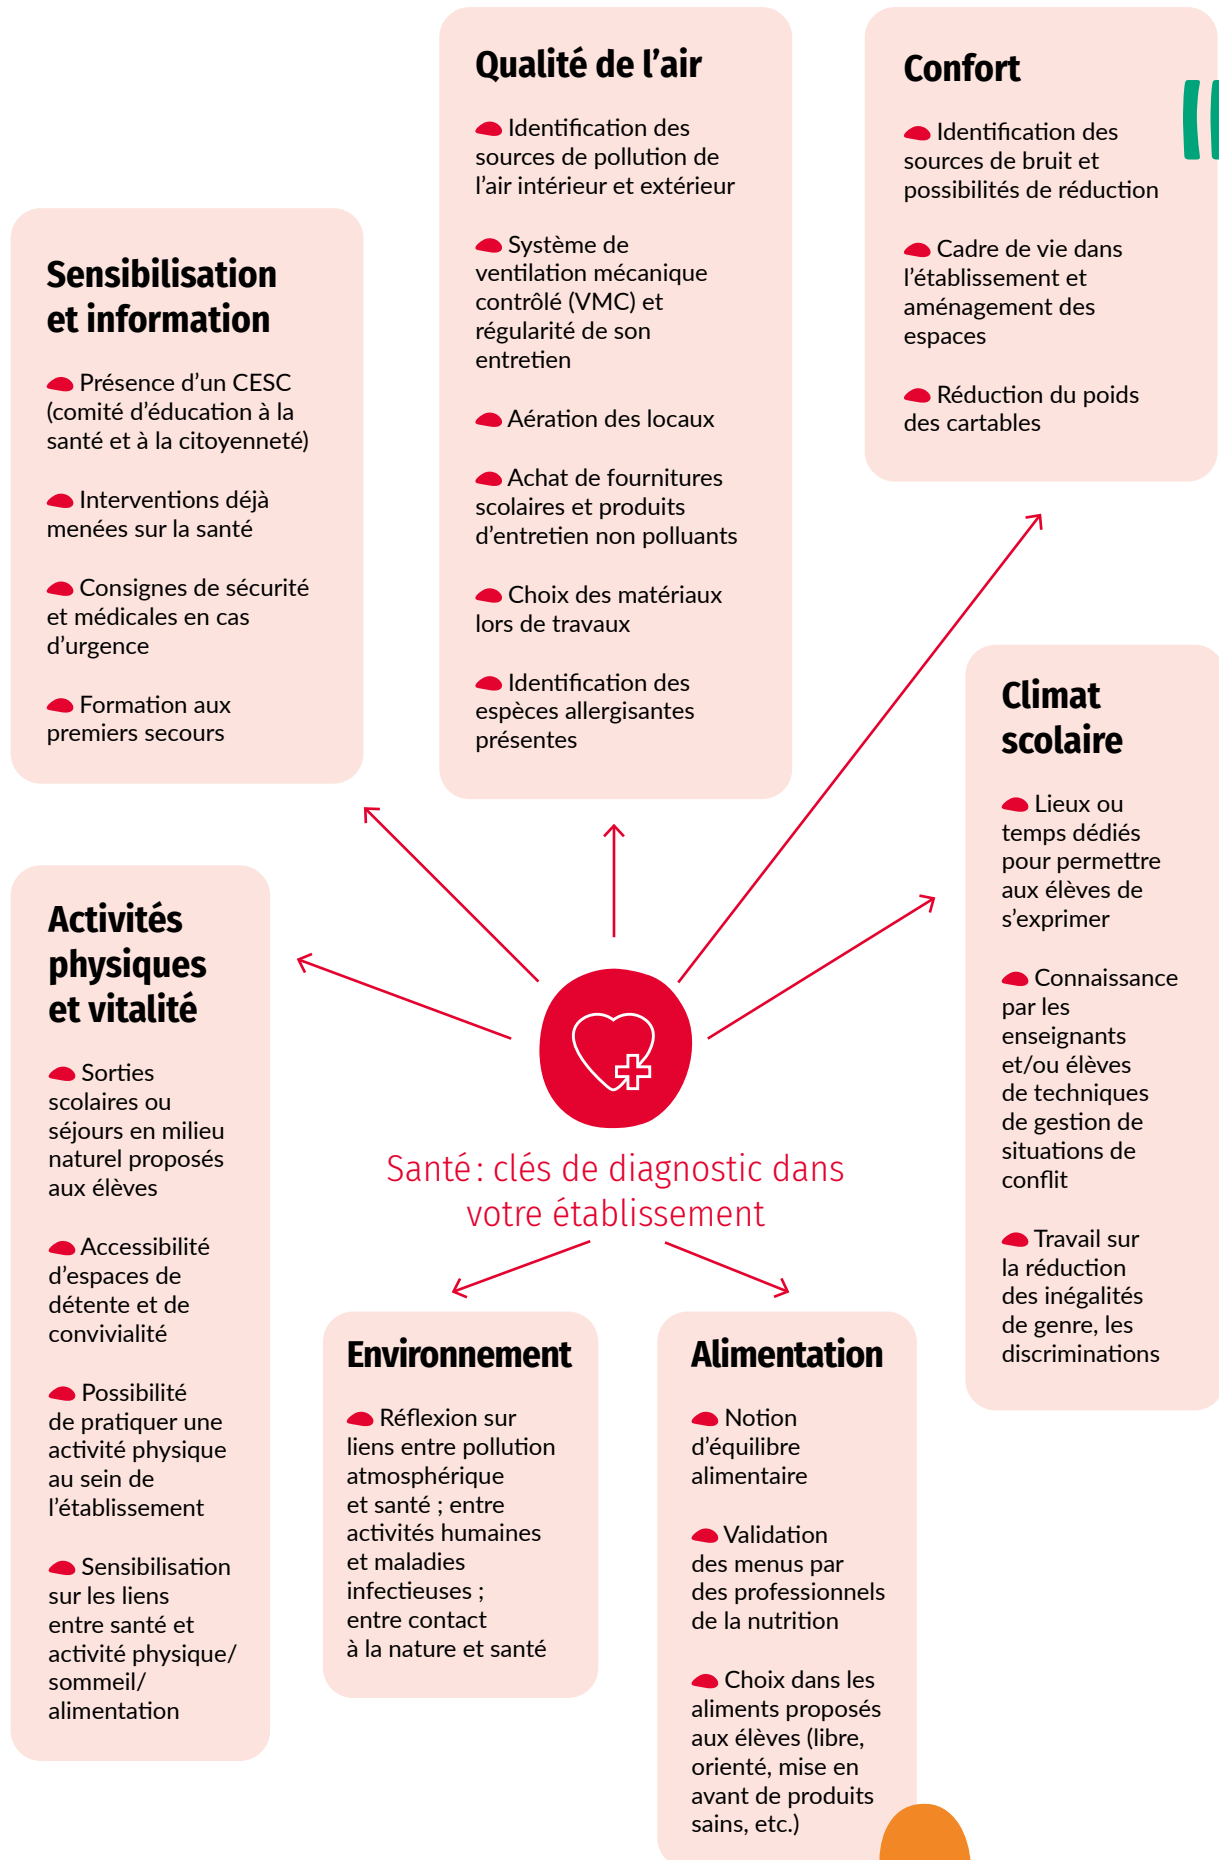 Qualité de l’air
Identification des
sources de pollution de
l’air intérieur et extérieur
Système de
ventilation mécanique
contrôlé (VMC) et
régularité de son
entretien
Aération des locaux
Achat de fournitures
scolaires et produits
d’entretien non polluants
Choix des matériaux
lors de travaux
Identification des
espèces allergisantes
présentes
Confort
Identification des
sources de bruit et
possibilités de réduction
Cadre de vie dans
l’établissement et
aménagement des
espaces
Réduction du poids
des cartables
Sensibilisation
et information
Présence d’un CESC
(comité d’éducation à la
santé et à la citoyenneté)
Interventions déjà
menées sur la santé
Consignes de sécurité
et médicales en cas
d’urgence
Formation aux
premiers secours
Climat
scolaire
Lieux ou
temps dédiés
pour permettre
aux élèves de
s’exprimer
Connaissance
par les
enseignants
et/ou élèves
de techniques
de gestion de
situations de
conflit
Travail sur
la réduction
des inégalités
de genre, les
discriminations
Activités
physiques
et vitalité
Sorties
scolaires ou
séjours en milieu
naturel proposés
aux élèves
Accessibilité
d’espaces de
détente et de
convivialité
Possibilité
de pratiquer une
activité physique
au sein de
l’établissement
Sensibilisation
sur les liens
entre santé et
activité physique/
sommeil/
alimentation
Santé : clés de diagnostic dans
votre établissement
Environnement
Réflexion sur
liens entre pollution
atmosphérique
et santé ; entre
activités humaines
et maladies
infectieuses ;
entre contact
à la nature et santé
Alimentation
Notion
d’équilibre
alimentaire
Validation
des menus par
des professionnels
de la nutrition
Choix dans les
aliments proposés
aux élèves (libre,
orienté, mise en
avant de produits
sains, etc.)